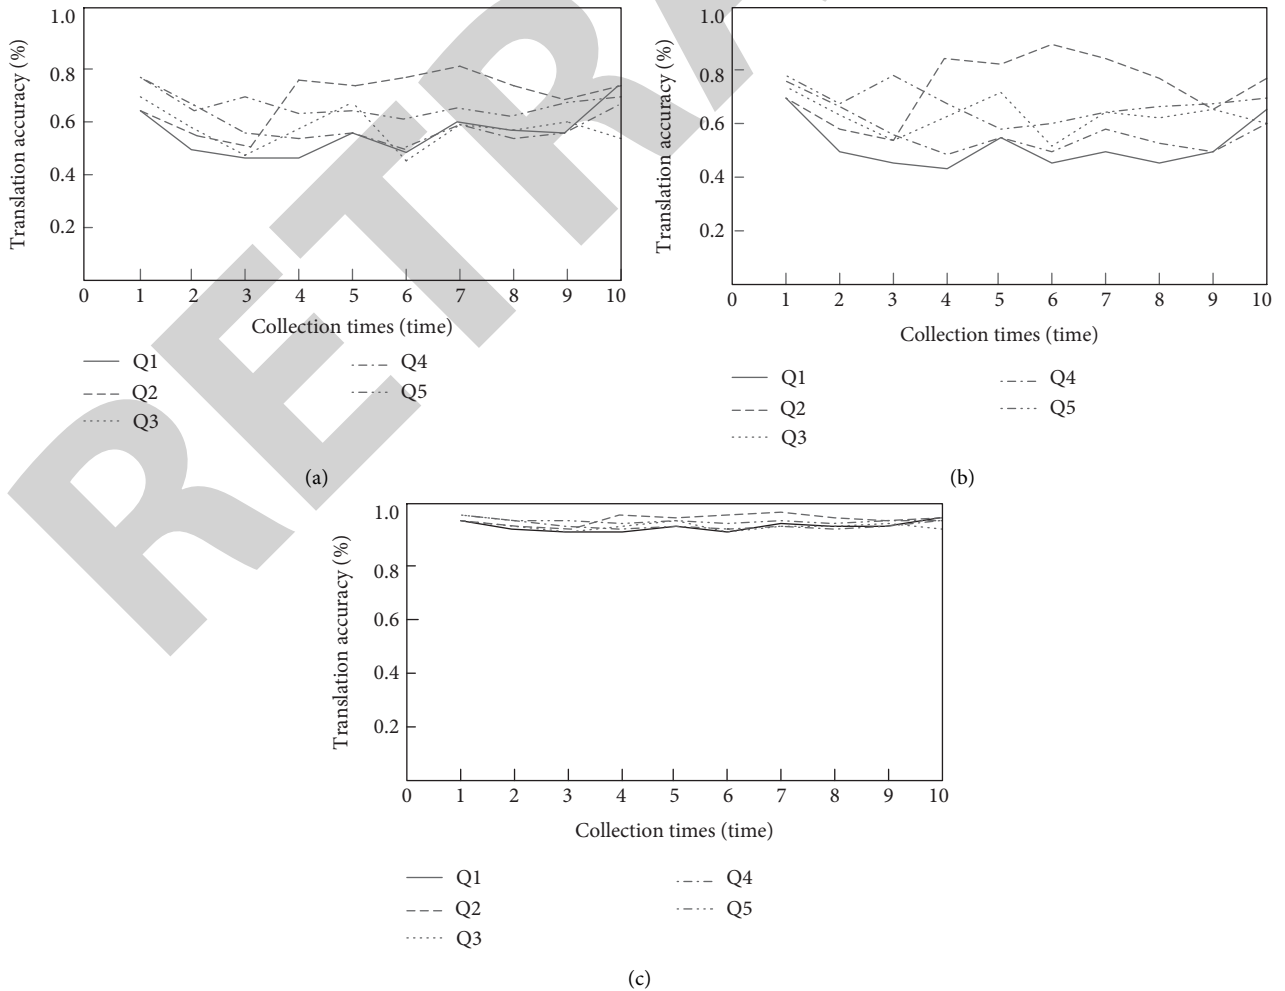 1.0
0.8
0.6
0.4
0.2
Translation accuracy (%)
0 1 2 3 4 5 6 7 8 9 10
Collection times (time)
Q1
Q2
Q3
Q4
Q5
(a)
1.0
0.8
0.6
0.4
0.2
Translation accuracy (%)
0 1 2 3 4 5 6 7 8 9 10
Collection times (time)
Q1
Q2
Q3
Q4
Q5
(b)
1.0
0.8
0.6
0.4
0.2
Translation accuracy (%)
0 1 2 3 4 5 6 7 8 9 10
Collection times (time)
Q1
Q2
Q3
Q4
Q5
(c)
RETRA